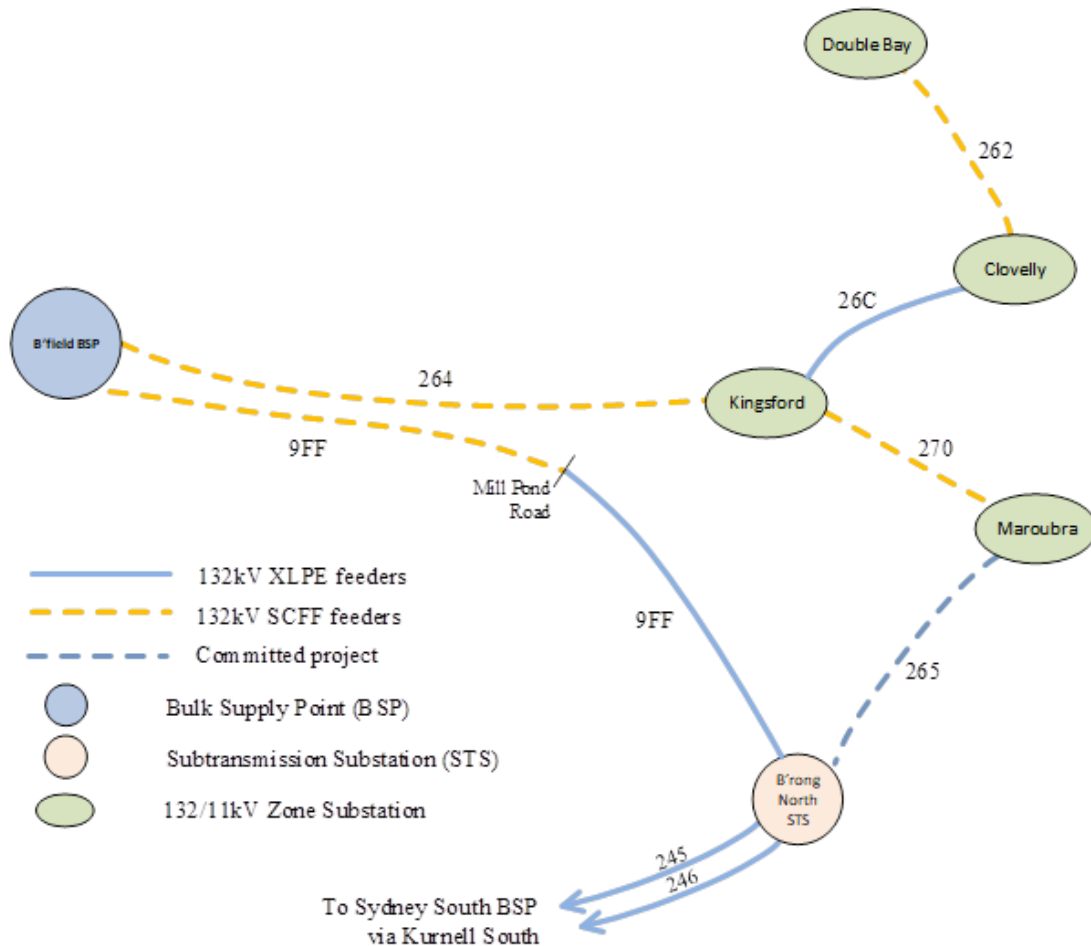 Double Bay
262
Clovelly
26C
B'field BSP
264
Kingsford
9FF
270
Mill Pond
Road
Maroubra
132kV XLPE feeders
132kV SCFF feeders
9FF
Committed project
265
Bulk Supply Point (BSP)
Subtransmission Substation (STS)
B'rong
North
STS
132/11kV Zone Substation
245
246
To Sydney South BSP
via Kurnell South